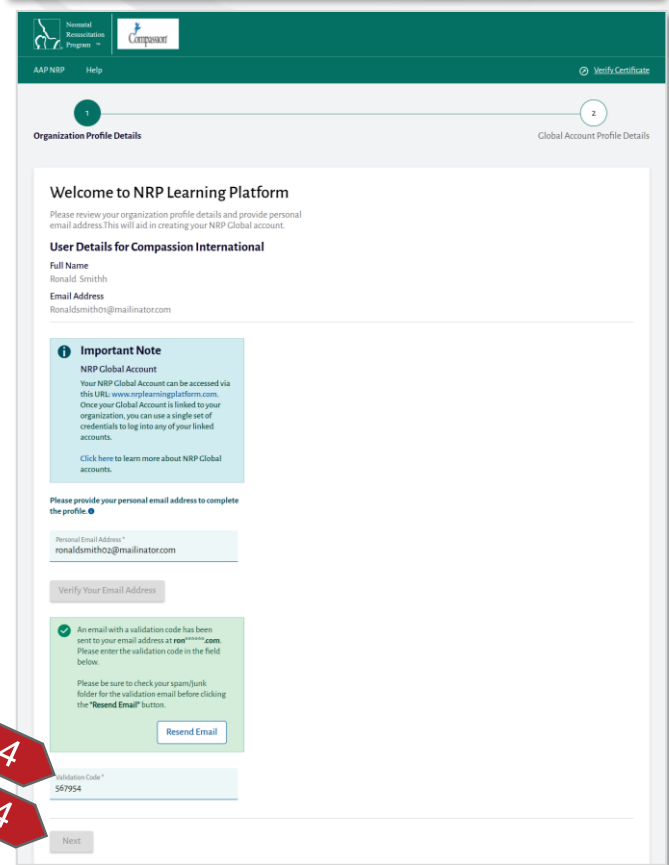 Neonatal
Resuscitation
Program ™
Compassion
AAP NRP Help Verify Certificate
1 2
Organization Profile Details Global Account Profile Details
Welcome to NRP Learning Platform
Please review your organization profile details and provide personal
email address.This will aid in creating your NRP Global account.
User Details for Compassion International
Full Name
Ronald Smithh
Email Address
Ronaldsmith01@mailinator.com
Important Note
NRP Global Account
Your NRP Global Account can be accessed via
this URL: www.nrplearningplatform.com.
Once your Global Account is linked to your
organization, you can use a single set of
credentials to log into any of your linked
accounts.
Click here to learn more about NRP Global
accounts.
Please provide your personal email address to complete
the profile.
Personal Email Address *
ronaldsmith02@mailinator.com
Verify Your Email Address
An email with a validation code has been
sent to your email address at ron******.com.
Please enter the validation code in the field
below.
Please be sure to check your spam/junk
folder for the validation email before clicking
the "Resend Email" button.
Resend Email
4
Validation Code *
567954
4
Next